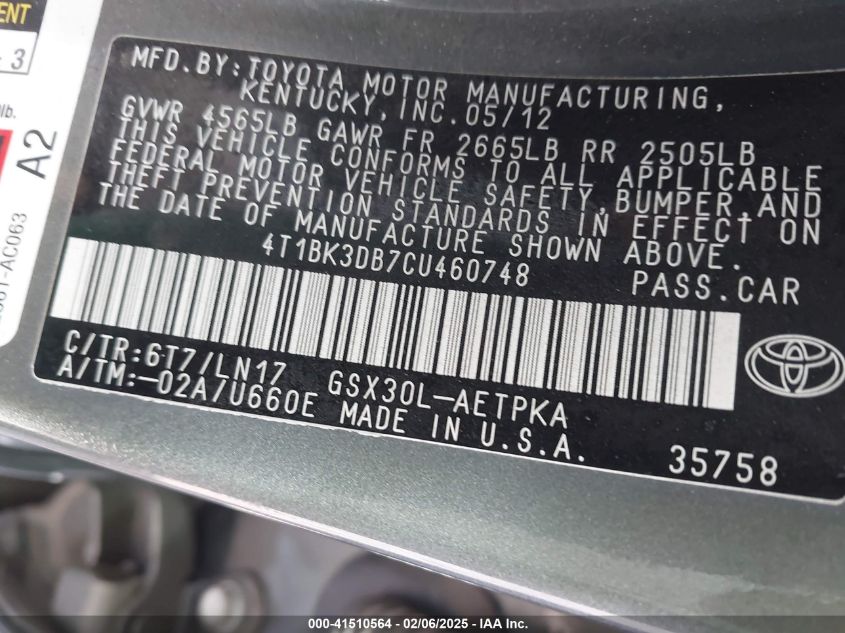 ENT
3
lb.
A2
MFD.BY:TOYOTA MOTOR MANUFACTURING,
KENTUCKY, INC.05/12
GVWR 4565LB GAWR FR 2665LB RR 2505LB
THIS VEHICLE CONFORMS TO ALL APPLICABLE
FEDERAL MOTOR VEHICLE SAFETY,BUMPER,AND
THEFT PREVENTION STANDARDS IN EFFECT ON
THE DATE OF MANUFACTURE SHOWN ABOVE.
4T1BK3DB7CU460748 PASS.CAR
C/TR:6T7/LN17 GSX30L-AETPKA
A/TM:-02A/U660E MADE IN U.S.A.
35758
000-41510564 - 02/06/2025 - IAA, Inc.